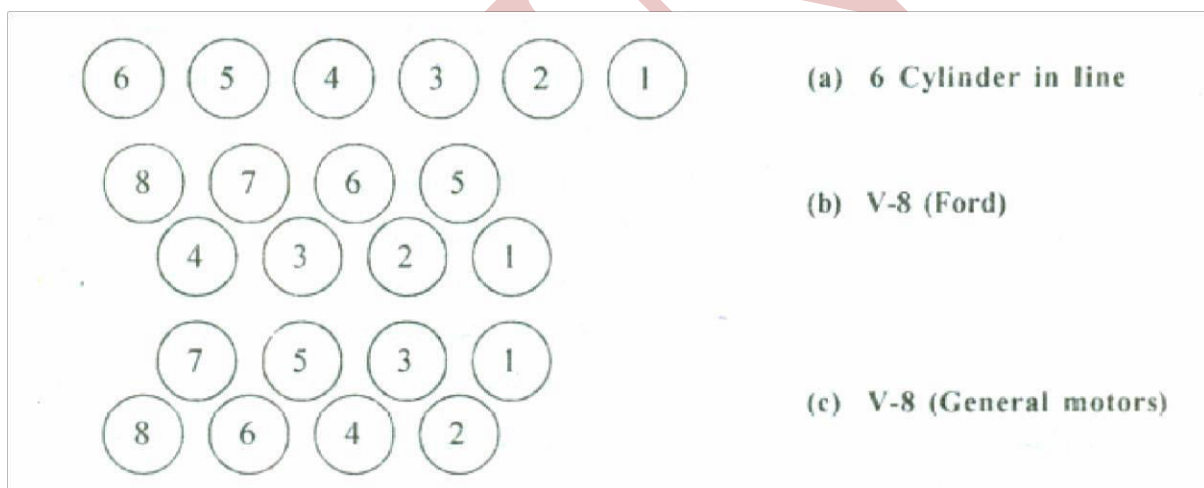 6 5 4 3 2 1 (a) 6 Cylinder in line
8 7 6 5
(b) V-8 (Ford)
4 3 2 1
7 5 3 1
(c) V-8 (General motors)
8 6 4 2